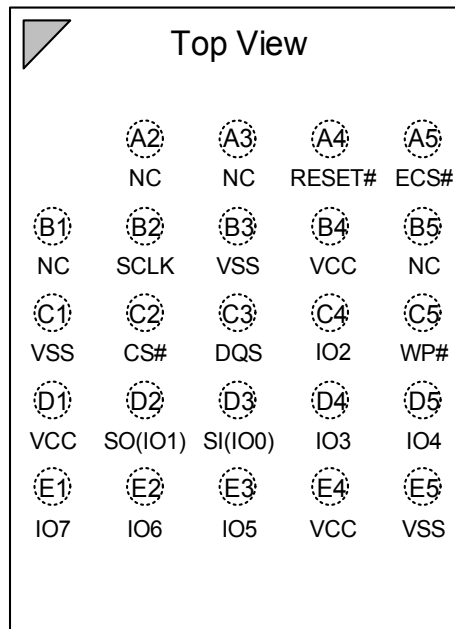 Top View
A2 A3 A4 A5
NC NC RESET# ECS#
B1 B2 B3 B4 B5
NC SCLK VSS VCC NC
C1 C2 C3 C4 C5
VSS CS# DQS IO2 WP#
D1 D2 D3 D4 D5
VCC SO(IO1) SI(IO0) IO3 IO4
E1 E2 E3 E4 E5
IO7 IO6 IO5 VCC VSS